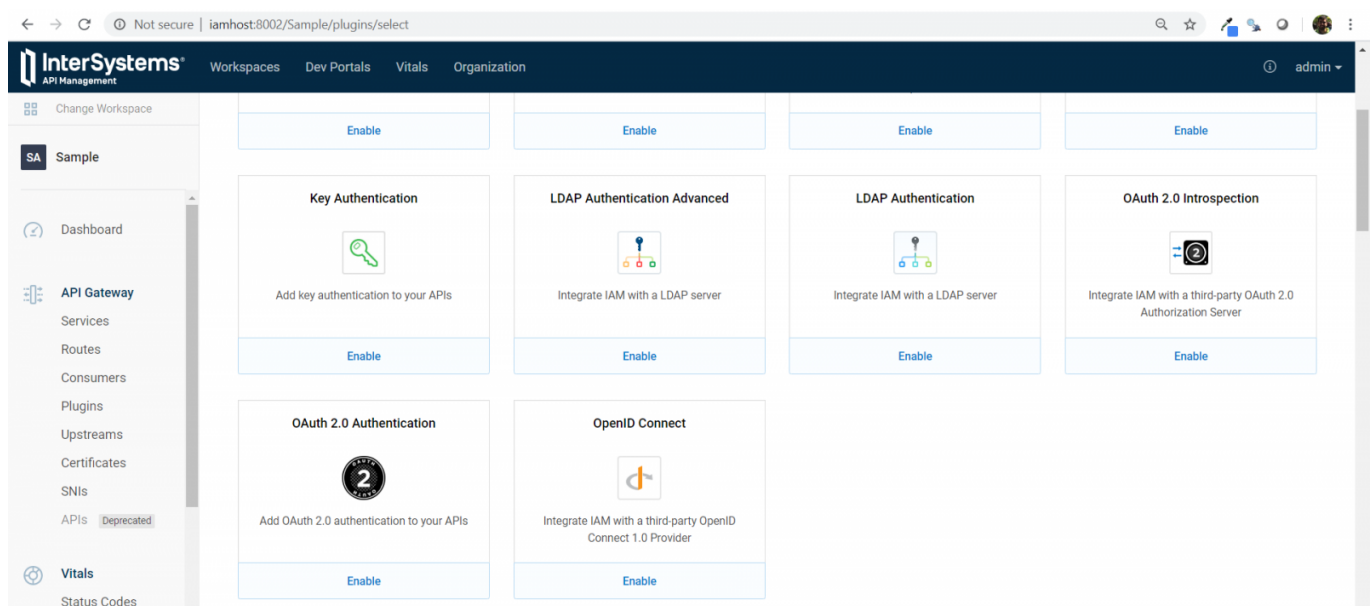 Not secure | iamhost:8002/Sample/plugins/select
InterSystems®
API Management
Workspaces Dev Portals Vitals Organization
admin
Change Workspace
SA Sample
Dashboard
API Gateway
Services
Routes
Consumers
Plugins
Upstreams
Certificates
SNIs
APIs Deprecated
Vitals
Status Codes
Enable Enable Enable Enable
Key Authentication
Add key authentication to your APIs
Enable
LDAP Authentication Advanced
Integrate IAM with a LDAP server
Enable
LDAP Authentication
Integrate IAM with a LDAP server
Enable
OAuth 2.0 Introspection
2
Integrate IAM with a third-party OAuth 2.0
Authorization Server
Enable
OAuth 2.0 Authentication
OAUTH
2
OAUTH
Add OAuth 2.0 authentication to your APIs
Enable
OpenID Connect
Integrate IAM with a third-party OpenID
Connect 1.0 Provider
Enable